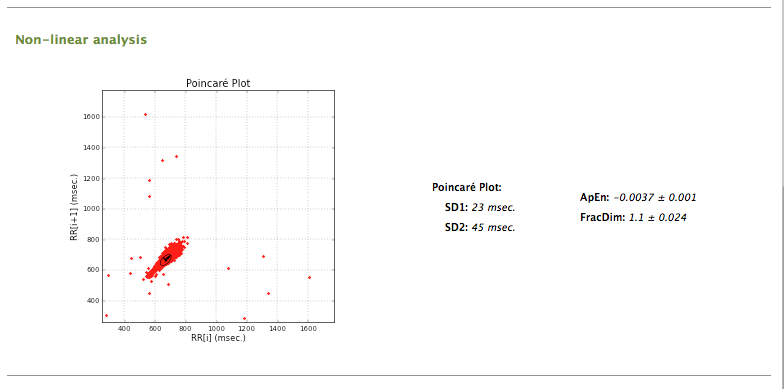 Non-linear analysis
Poincaré Plot
1600
1400
1200
1000
800
600
400
RR[i+1] (msec.)
400 600 800 1000 1200 1400 1600
RR[i] (msec.)
Poincaré Plot:
SD1: 23 msec.
SD2: 45 msec.
ApEn: -0.0037 ± 0.001
FracDim: 1.1 ± 0.024